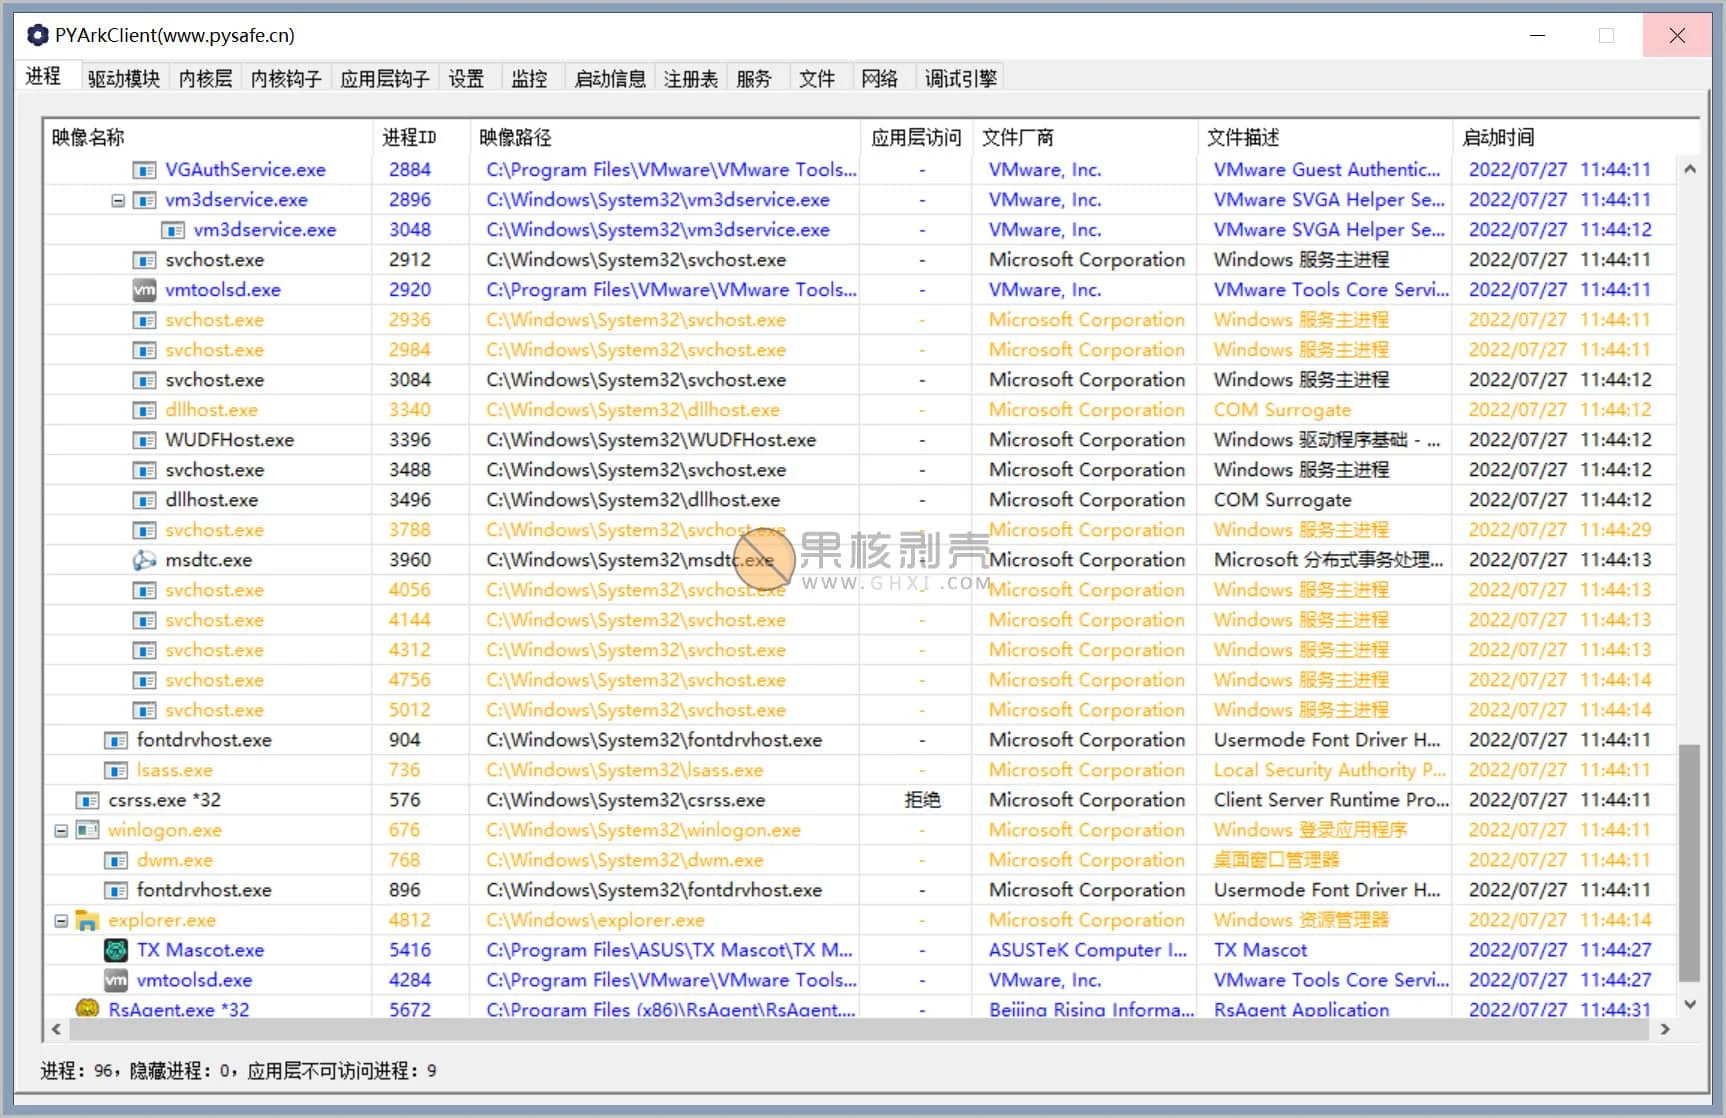 PYArkClient(www.pysafe.cn)
进程 驱动模块 内核层 内核钩子 应用层钩子 设置 监控 启动信息 注册表 服务 文件 网络 调试引擎
映像名称 进程ID 映像路径 应用层访问 文件厂商 文件描述 启动时间
VGAuthService.exe 2884 C:\Program Files\VMware\VMware Tools... - VMware, Inc. VMware Guest Authentic... 2022/07/27 11:44:11
vm3dservice.exe 2896 C:\Windows\System32\vm3dservice.exe - VMware, Inc. VMware SVGA Helper Se... 2022/07/27 11:44:11
vm3dservice.exe 3048 C:\Windows\System32\vm3dservice.exe - VMware, Inc. VMware SVGA Helper Se... 2022/07/27 11:44:12
svchost.exe 2912 C:\Windows\System32\svchost.exe - Microsoft Corporation Windows 服务主进程 2022/07/27 11:44:11
vm vmtoolsd.exe 2920 C:\Program Files\VMware\VMware Tools... - VMware, Inc. VMware Tools Core Servi... 2022/07/27 11:44:11
svchost.exe 2936 C:\Windows\System32\svchost.exe - Microsoft Corporation Windows 服务主进程 2022/07/27 11:44:11
svchost.exe 2984 C:\Windows\System32\svchost.exe - Microsoft Corporation Windows 服务主进程 2022/07/27 11:44:11
svchost.exe 3084 C:\Windows\System32\svchost.exe - Microsoft Corporation Windows 服务主进程 2022/07/27 11:44:12
dllhost.exe 3340 C:\Windows\System32\dllhost.exe - Microsoft Corporation COM Surrogate 2022/07/27 11:44:12
WUDFHost.exe 3396 C:\Windows\System32\WUDFHost.exe - Microsoft Corporation Windows 驱动程序基础 - ... 2022/07/27 11:44:12
svchost.exe 3488 C:\Windows\System32\svchost.exe - Microsoft Corporation Windows 服务主进程 2022/07/27 11:44:12
dllhost.exe 3496 C:\Windows\System32\dllhost.exe - Microsoft Corporation COM Surrogate 2022/07/27 11:44:12
svchost.exe 3788 C:\Windows\System32\svchost.exe - Microsoft Corporation Windows 服务主进程 2022/07/27 11:44:29
果核剥壳
msdtc.exe 3960 C:\Windows\System32\msdtc.exe - Microsoft Corporation Microsoft 分布式事务处理... 2022/07/27 11:44:13
WWW.GHXI.COM
svchost.exe 4056 C:\Windows\System32\svchost.exe - Microsoft Corporation Windows 服务主进程 2022/07/27 11:44:13
svchost.exe 4144 C:\Windows\System32\svchost.exe - Microsoft Corporation Windows 服务主进程 2022/07/27 11:44:13
svchost.exe 4312 C:\Windows\System32\svchost.exe - Microsoft Corporation Windows 服务主进程 2022/07/27 11:44:13
svchost.exe 4756 C:\Windows\System32\svchost.exe - Microsoft Corporation Windows 服务主进程 2022/07/27 11:44:14
svchost.exe 5012 C:\Windows\System32\svchost.exe - Microsoft Corporation Windows 服务主进程 2022/07/27 11:44:14
fontdrvhost.exe 904 C:\Windows\System32\fontdrvhost.exe - Microsoft Corporation Usermode Font Driver H... 2022/07/27 11:44:11
lsass.exe 736 C:\Windows\System32\lsass.exe - Microsoft Corporation Local Security Authority P... 2022/07/27 11:44:11
csrss.exe *32 576 C:\Windows\System32\csrss.exe 拒绝 Microsoft Corporation Client Server Runtime Pro... 2022/07/27 11:44:11
winlogon.exe 676 C:\Windows\System32\winlogon.exe - Microsoft Corporation Windows 登录应用程序 2022/07/27 11:44:11
dwm.exe 768 C:\Windows\System32\dwm.exe - Microsoft Corporation 桌面窗口管理器 2022/07/27 11:44:11
fontdrvhost.exe 896 C:\Windows\System32\fontdrvhost.exe - Microsoft Corporation Usermode Font Driver H... 2022/07/27 11:44:11
explorer.exe 4812 C:\Windows\explorer.exe - Microsoft Corporation Windows 资源管理器 2022/07/27 11:44:14
TX Mascot.exe 5416 C:\Program Files\ASUS\TX Mascot\TX M... - ASUSTeK Computer I... TX Mascot 2022/07/27 11:44:27
vm vmtoolsd.exe 4284 C:\Program Files\VMware\VMware Tools... - VMware, Inc. VMware Tools Core Servi... 2022/07/27 11:44:27
RsAgent.exe *32 5672 C:\Program Files (x86)\RsAgent\RsAgent.... - Beijing Rising Informa... RsAgent Application 2022/07/27 11:44:31
进程：96，隐藏进程：0，应用层不可访问进程：9